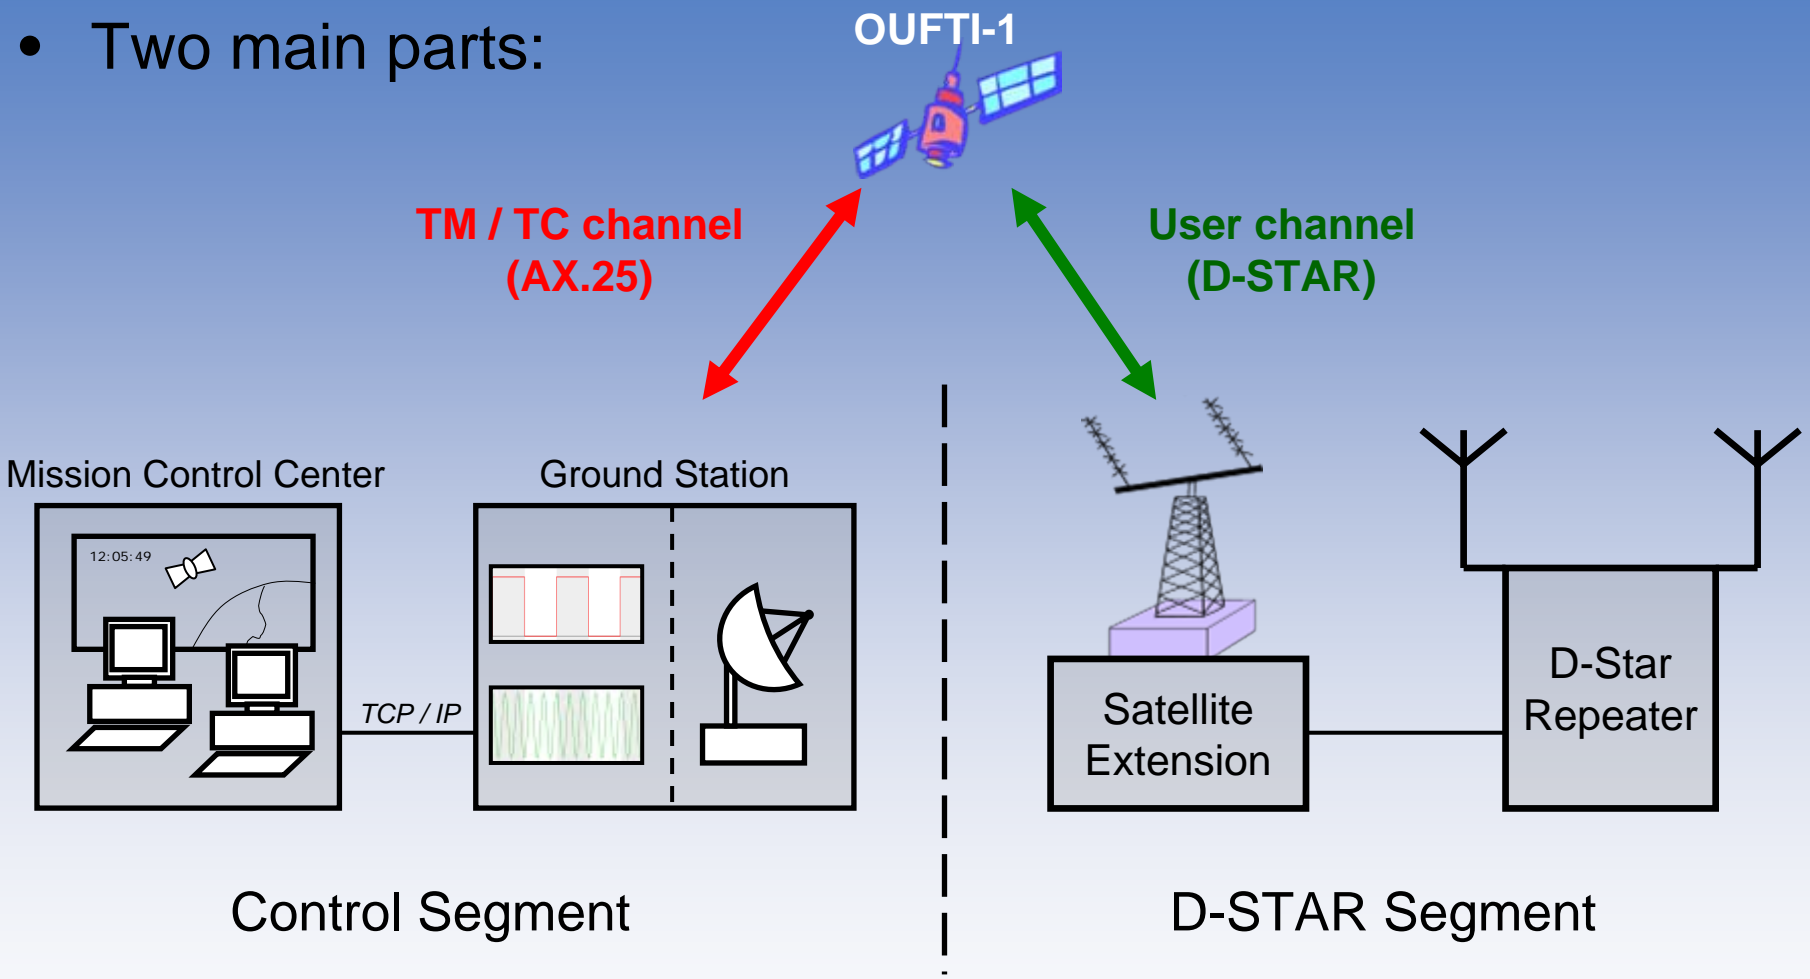 • Two main parts:
OUFTI-1
TM / TC channel
(AX.25)
User channel
(D-STAR)
Mission Control Center
Ground Station
12:05:49
TCP / IP
Satellite
Extension
D-Star
Repeater
Control Segment
D-STAR Segment